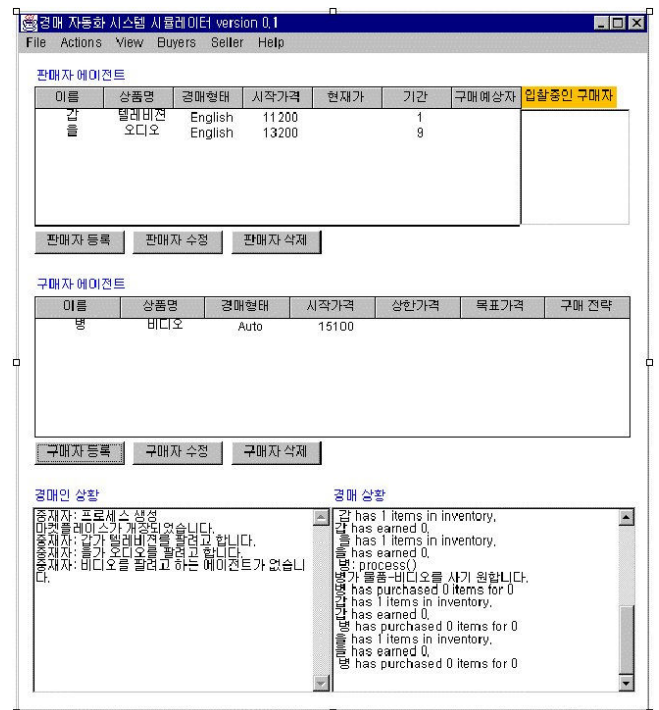 경매 자동화 시스템 시뮬레이터 version 0.1
File Actions View Buyers Seller Help
판매자 에이전트
이름 상품명 경매형태 시작가격 현재가 기간 구매예상자 입찰중인 구매자
갑 텔레비젼 English 11200 1
을 오디오 English 13200 9
판매자 등록 판매자 수정 판매자 삭제
구매자 에이전트
이름 상품명 경매형태 시작가격 상한가격 목표가격 구매 전략
병 비디오 Auto 15100
구매자 등록 구매자 수정 구매자 삭제
경매인 상황
중재자: 프로세스 생성
마켓플레이스가 개장되었습니다.
중재자: 갑가 텔레비젼를 팔려고 합니다.
중재자: 을가 오디오를 팔려고 합니다.
중재자: 비디오를 팔려고 하는 에이전트가 없습니
다.
경매 상황
갑 has 1 items in inventory,
갑 has earned 0,
을 has 1 items in inventory,
을 has earned 0,
병: process()
병가 물품-비디오를 사기 원합니다.
병 has purchased 0 items for 0
갑 has 1 items in inventory,
갑 has earned 0,
병 has purchased 0 items for 0
을 has 1 items in inventory,
을 has earned 0,
병 has purchased 0 items for 0